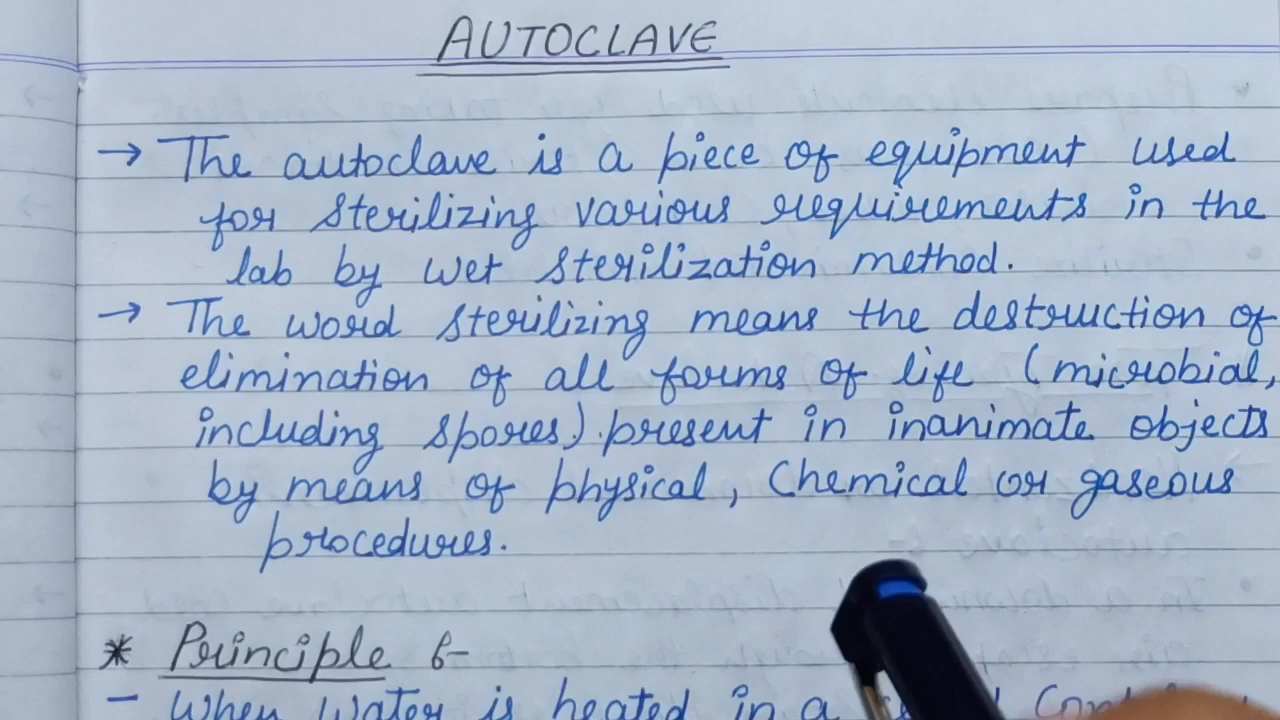 AUTOCLAVE
→ The autoclave is a piece of equipment used
for sterilizing various requirements in the
lab by wet sterilization method.
→ The word sterilizing means the destruction of
elimination of all forms of life (microbial,
including spores) present in inanimate objects
by means of physical, Chemical or gaseous
procedures.
* Principle :-
– When water is heated in a